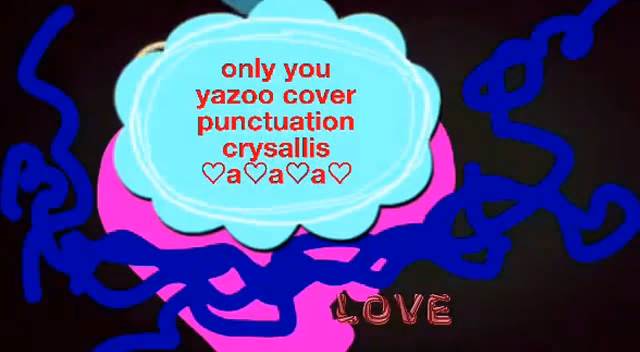 only you
yazoo cover
punctuation
crysallis
♡a♡a♡a♡
LOVE